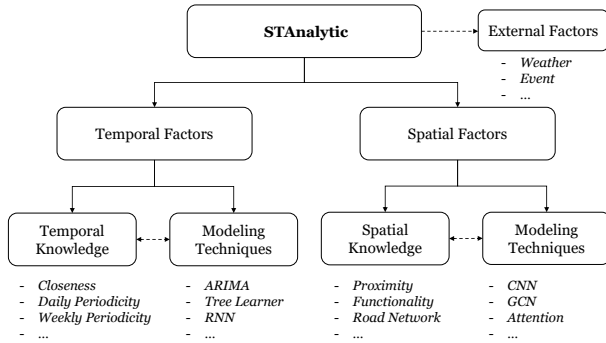 STAnalytic
External Factors
- Weather
- Event
- ...
Temporal Factors
Spatial Factors
Temporal
Knowledge
Modeling
Techniques
Spatial
Knowledge
Modeling
Techniques
- Closeness
- Daily Periodicity
- Weekly Periodicity
- ...
- ARIMA
- Tree Learner
- RNN
- ...
- Proximity
- Functionality
- Road Network
- ...
- CNN
- GCN
- Attention
- ...